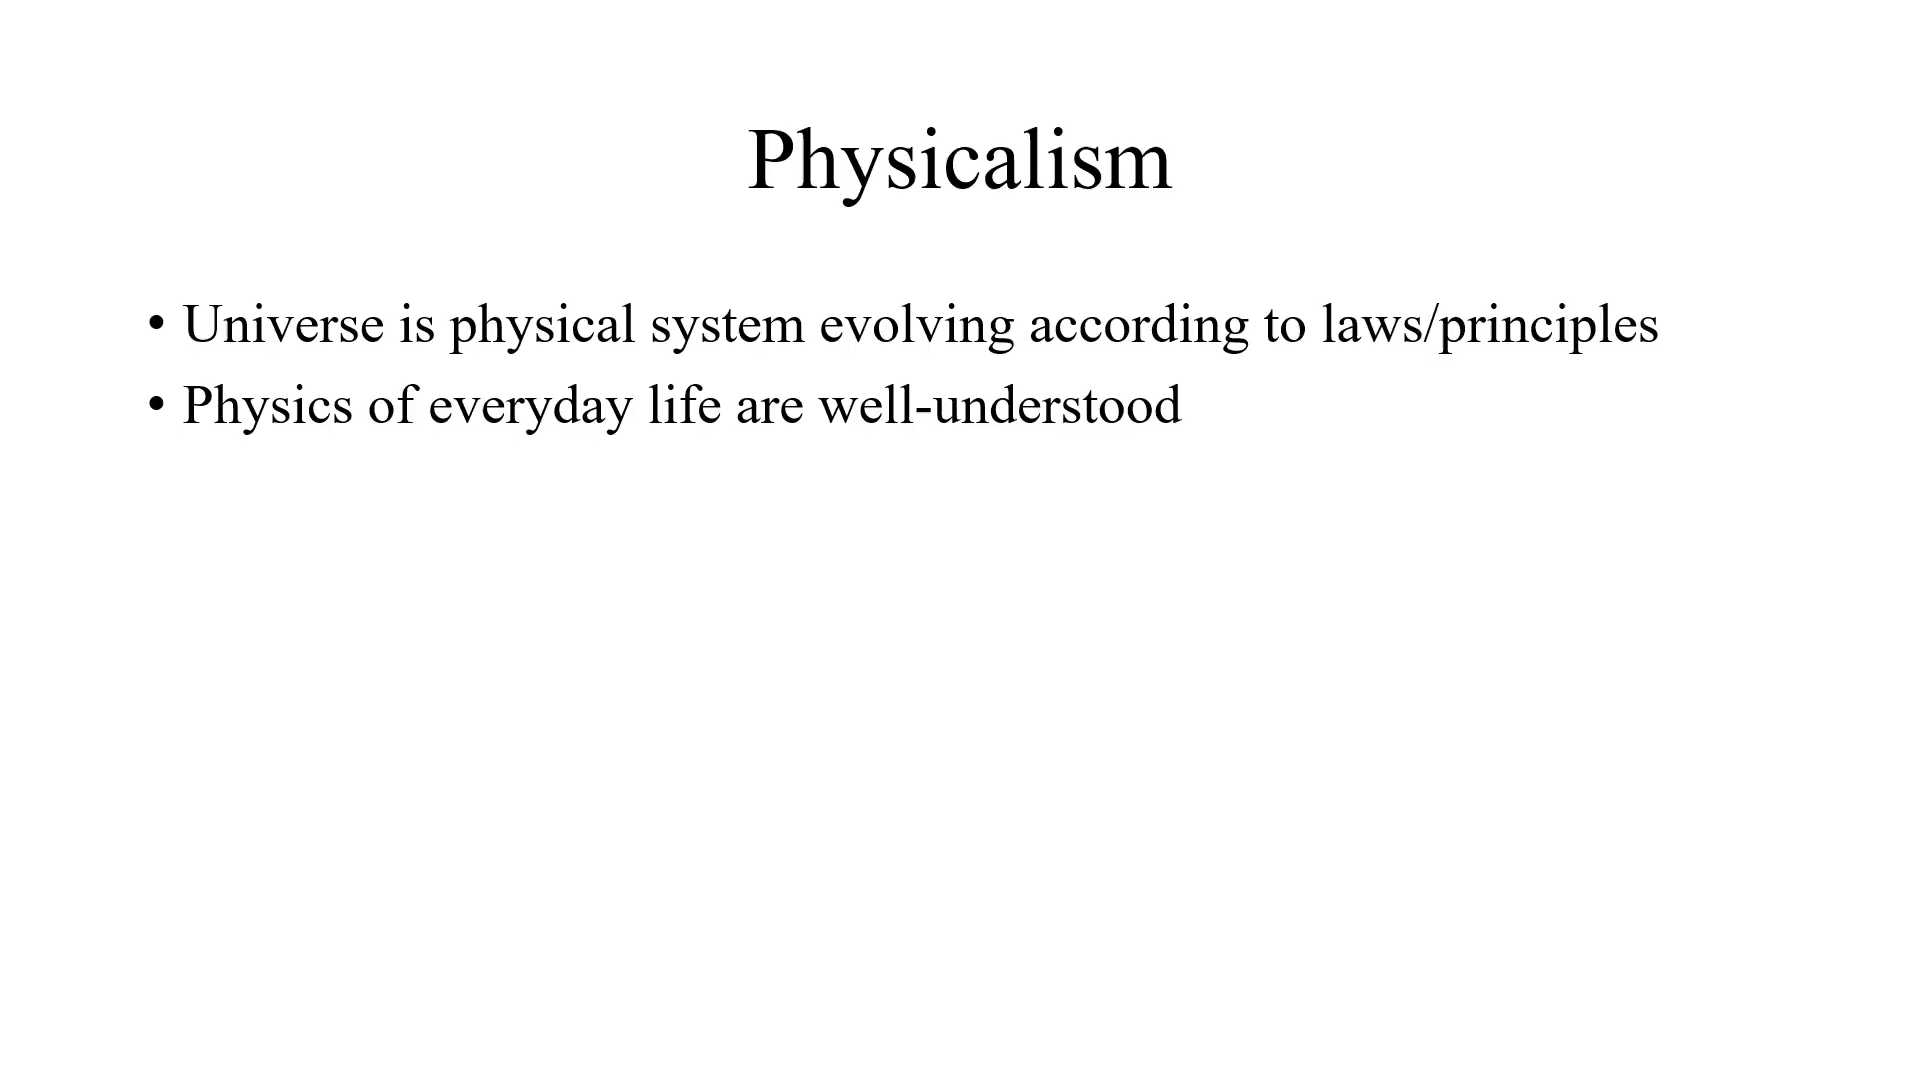 Physicalism
• Universe is physical system evolving according to laws/principles
• Physics of everyday life are well-understood